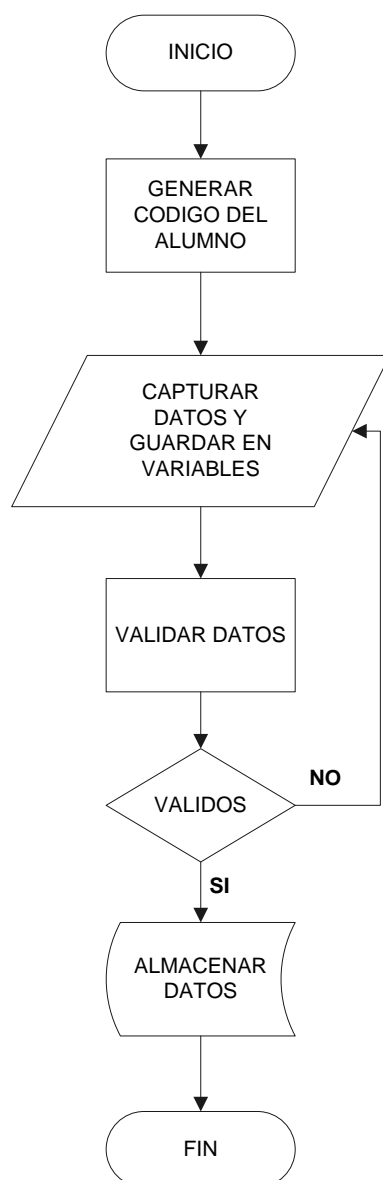 INICIO
GENERAR
CODIGO DEL
ALUMNO
CAPTURAR
DATOS Y
GUARDAR EN
VARIABLES
VALIDAR DATOS
VALIDOS
NO
SI
ALMACENAR
DATOS
FIN